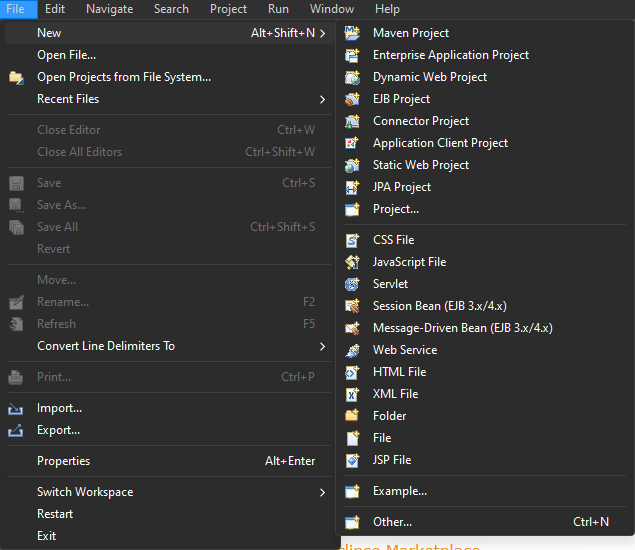 File Edit Navigate Search Project Run Window Help
New Alt+Shift+N
Open File...
Open Projects from File System...
Recent Files
Close Editor Ctrl+W
Close All Editors Ctrl+Shift+W
Save Ctrl+S
Save As...
Save All Ctrl+Shift+S
Revert
Move...
Rename... F2
Refresh F5
Convert Line Delimiters To
Print... Ctrl+P
Import...
Export...
Properties Alt+Enter
Switch Workspace
Restart
Exit
Maven Project
Enterprise Application Project
Dynamic Web Project
EJB Project
Connector Project
Application Client Project
Static Web Project
JPA Project
Project...
CSS File
JavaScript File
Servlet
Session Bean (EJB 3.x/4.x)
Message-Driven Bean (EJB 3.x/4.x)
Web Service
HTML File
XML File
Folder
File
JSP File
Example...
Other... Ctrl+N
clipse Marketplace